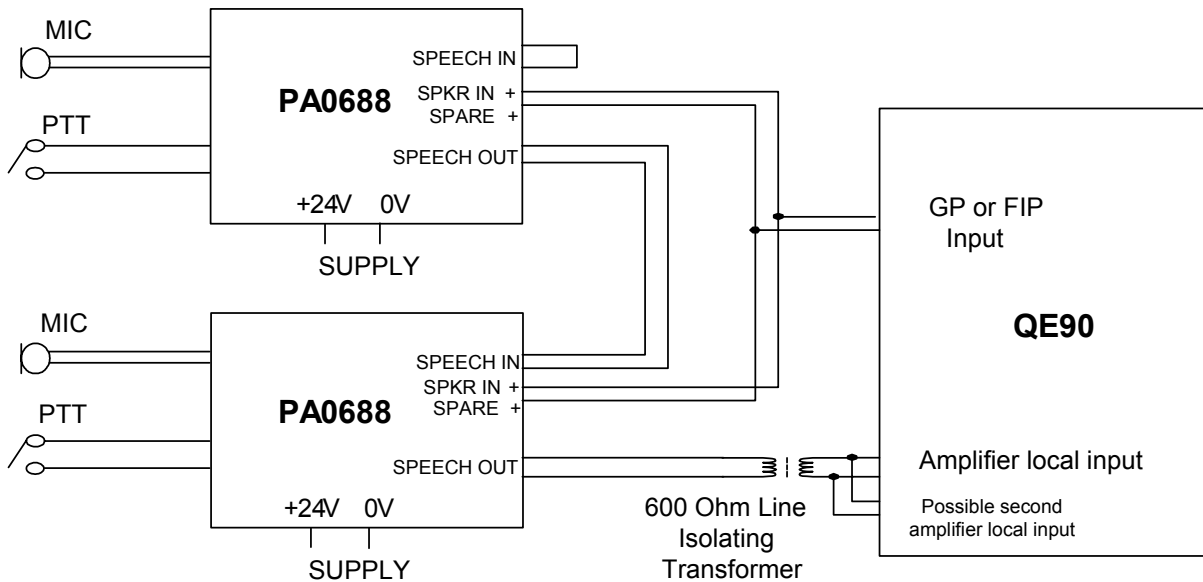 MIC
SPEECH IN
PA0688
SPKR IN +
SPARE +
PTT
SPEECH OUT
+24V 0V
SUPPLY
GP or FIP
Input
QE90
MIC
SPEECH IN
SPKR IN +
PA0688
SPARE +
PTT
SPEECH OUT
+24V 0V
SUPPLY
600 Ohm Line
Isolating
Transformer
Amplifier local input
Possible second
amplifier local input